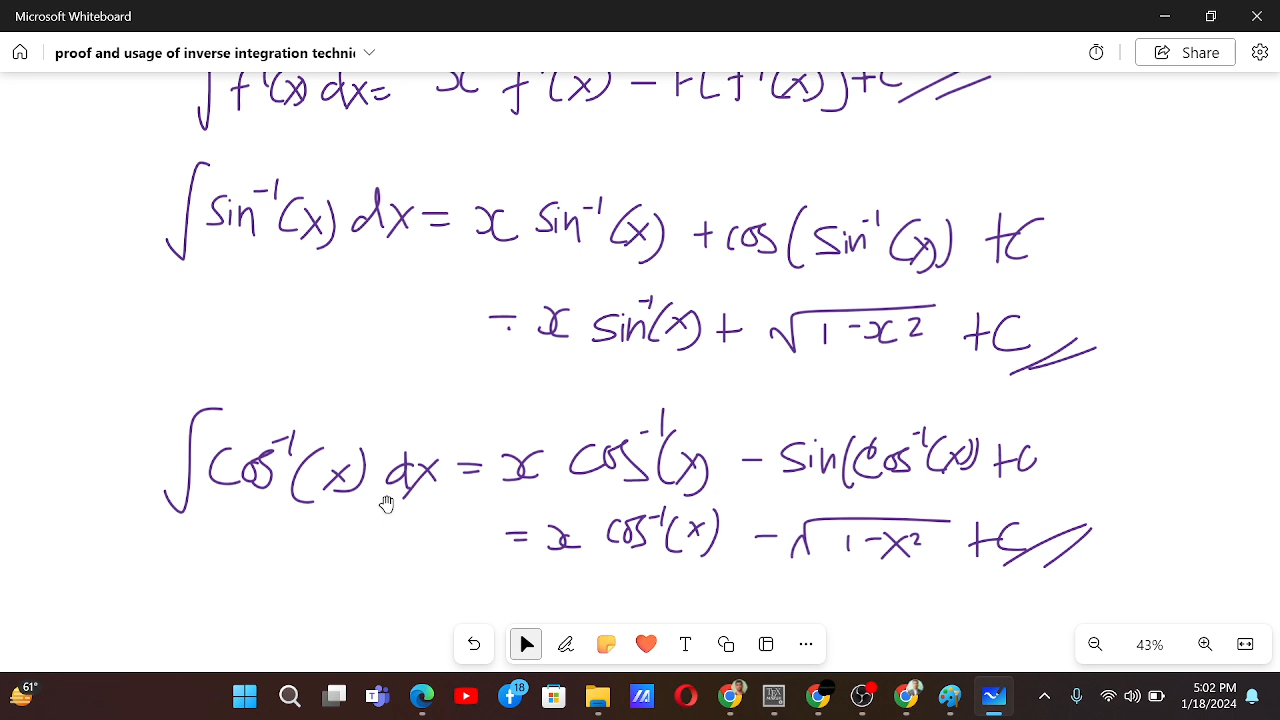 Microsoft Whiteboard
proof and usage of inverse integration techni
Share
∫ f⁻¹(x) dx = x f⁻¹(x) − F[f⁻¹(x)] + C
∫ sin⁻¹(x) dx = x sin⁻¹(x) + cos(sin⁻¹(x)) + C
= x sin⁻¹(x) + √1-x² + C
∫ cos⁻¹(x) dx = x cos⁻¹(x) − sin(cos⁻¹(x)) + C
= x cos⁻¹(x) − √1-x² + C
43%
61°
18
5:02 PM
1/18/2024